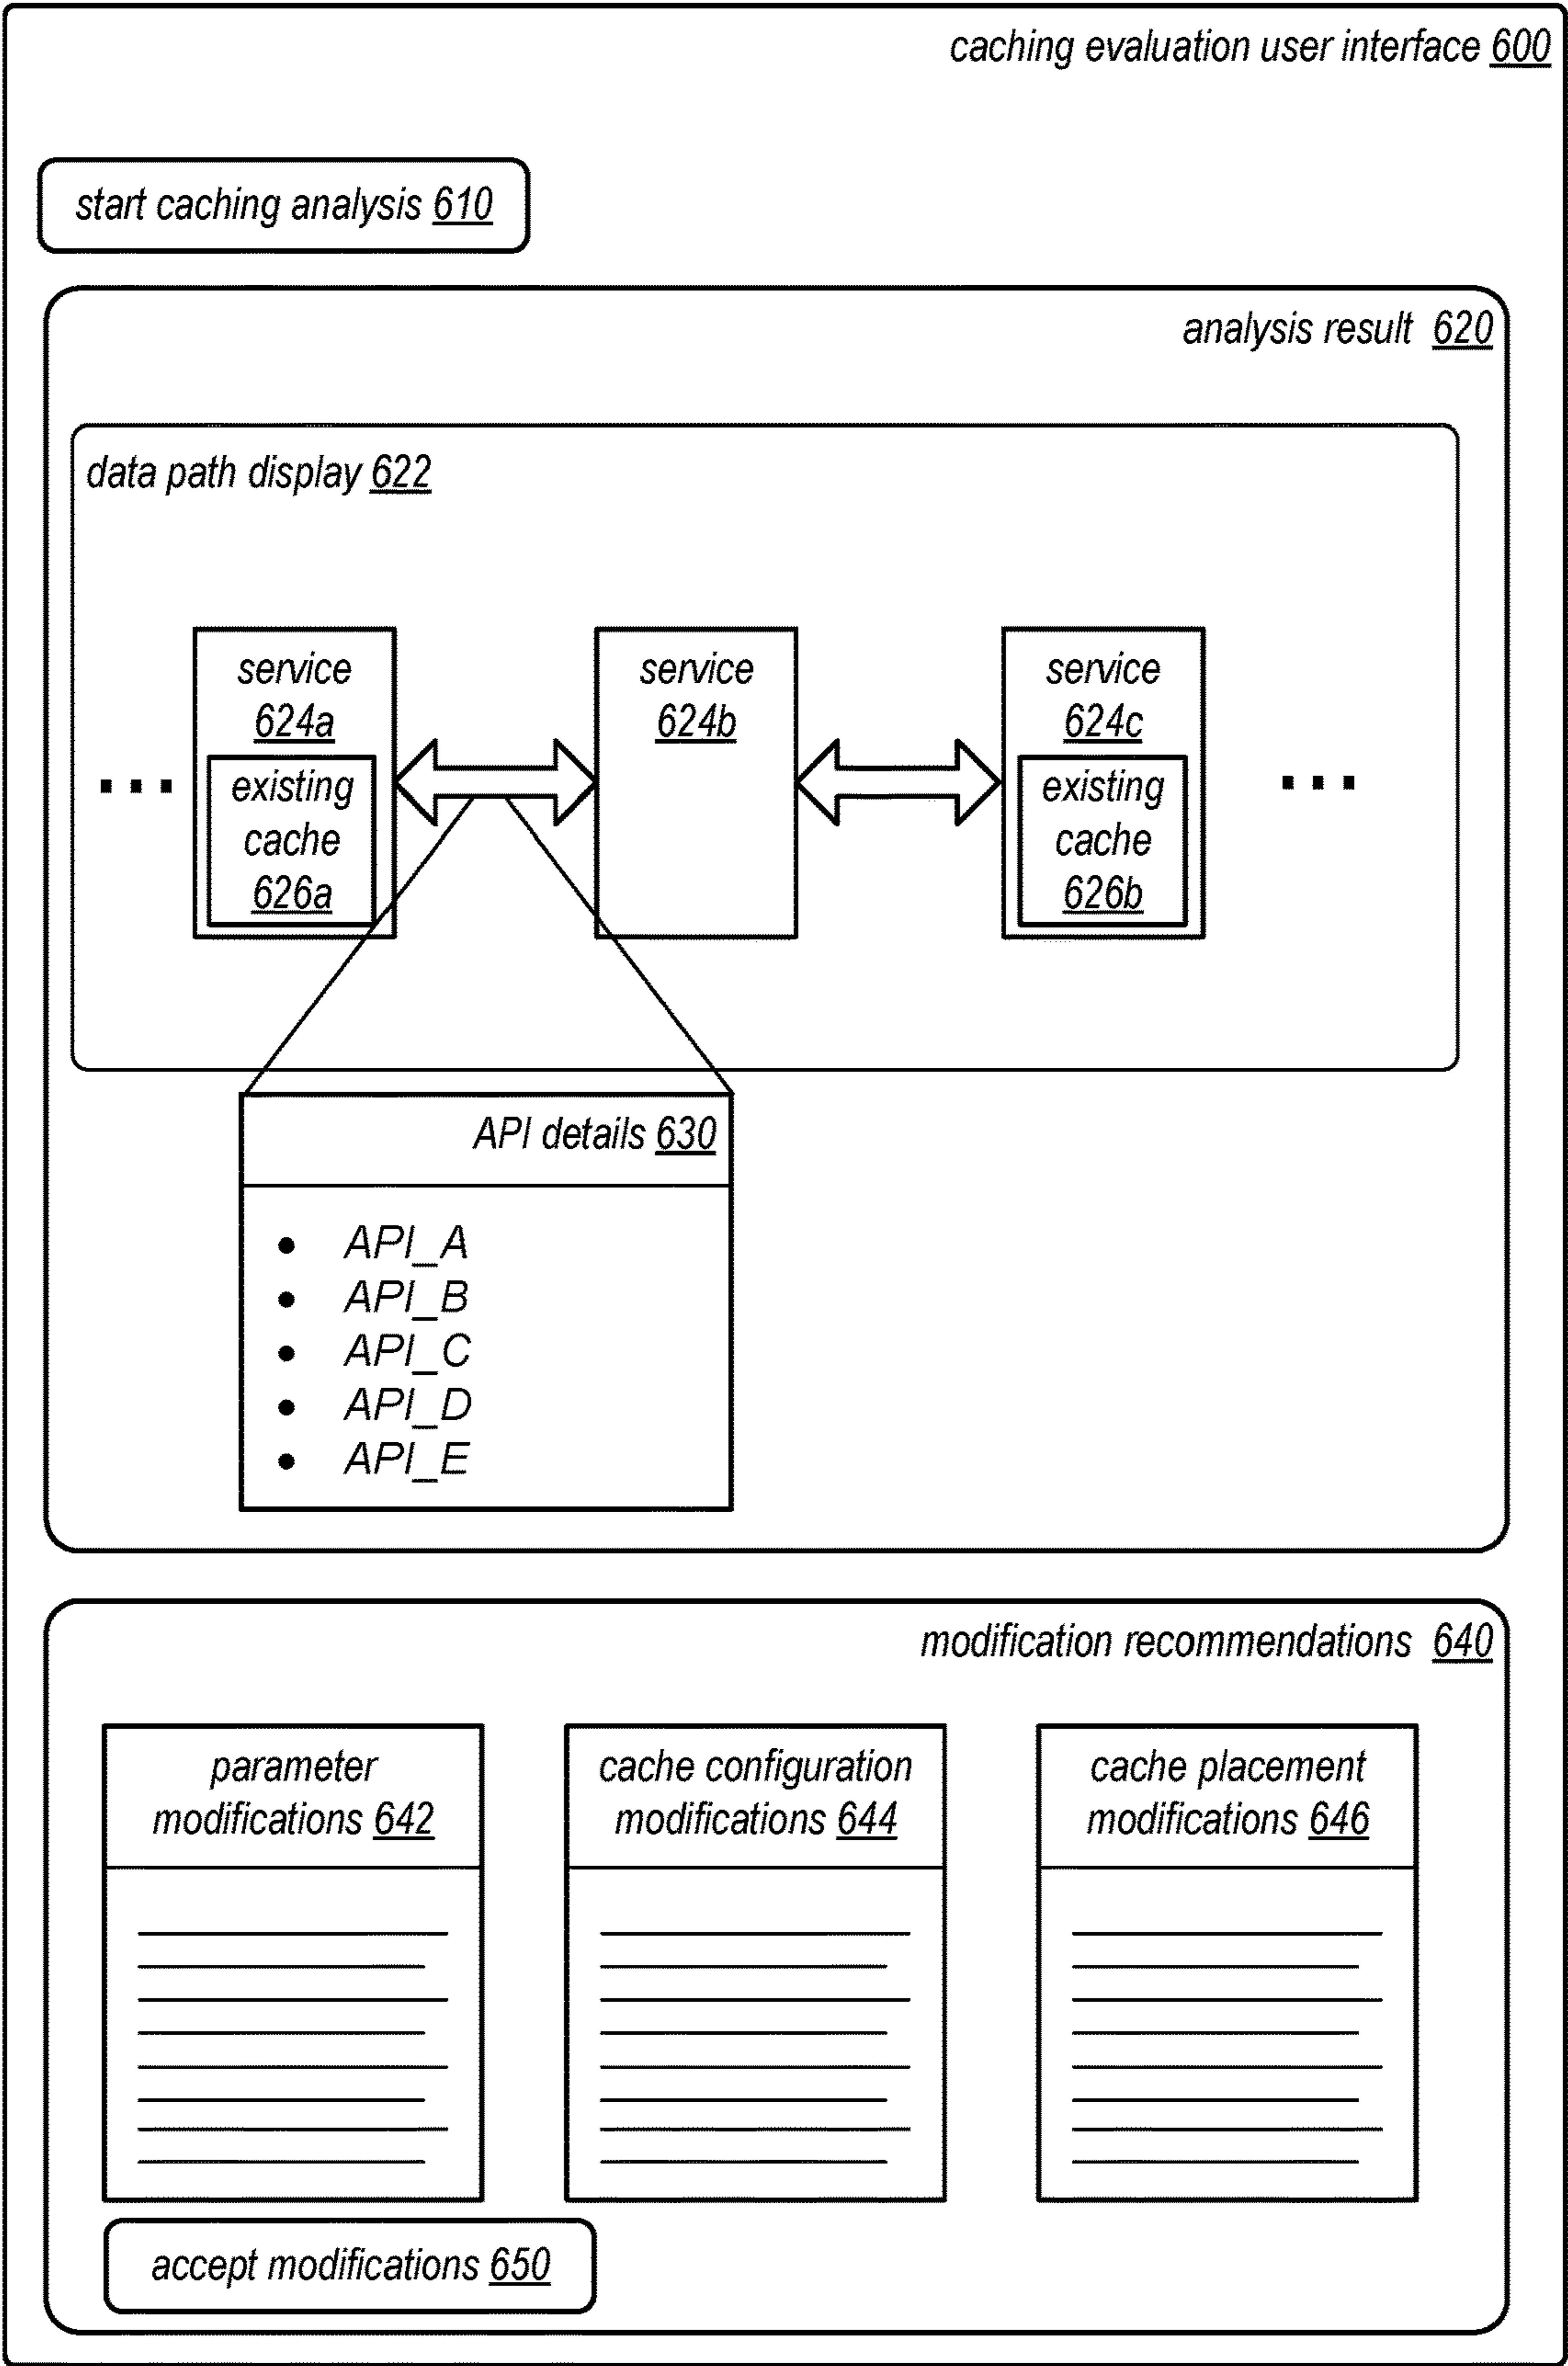 caching evaluation user interface 600
start caching analysis 610
analysis result 620
data path display 622
service
624a
existing
cache
626a
service
624b
service
624c
existing
cache
626b
API details 630
• API_A
• API_B
• API_C
• API_D
• API_E
modification recommendations 640
parameter
modifications 642
cache configuration
modifications 644
cache placement
modifications 646
accept modifications 650